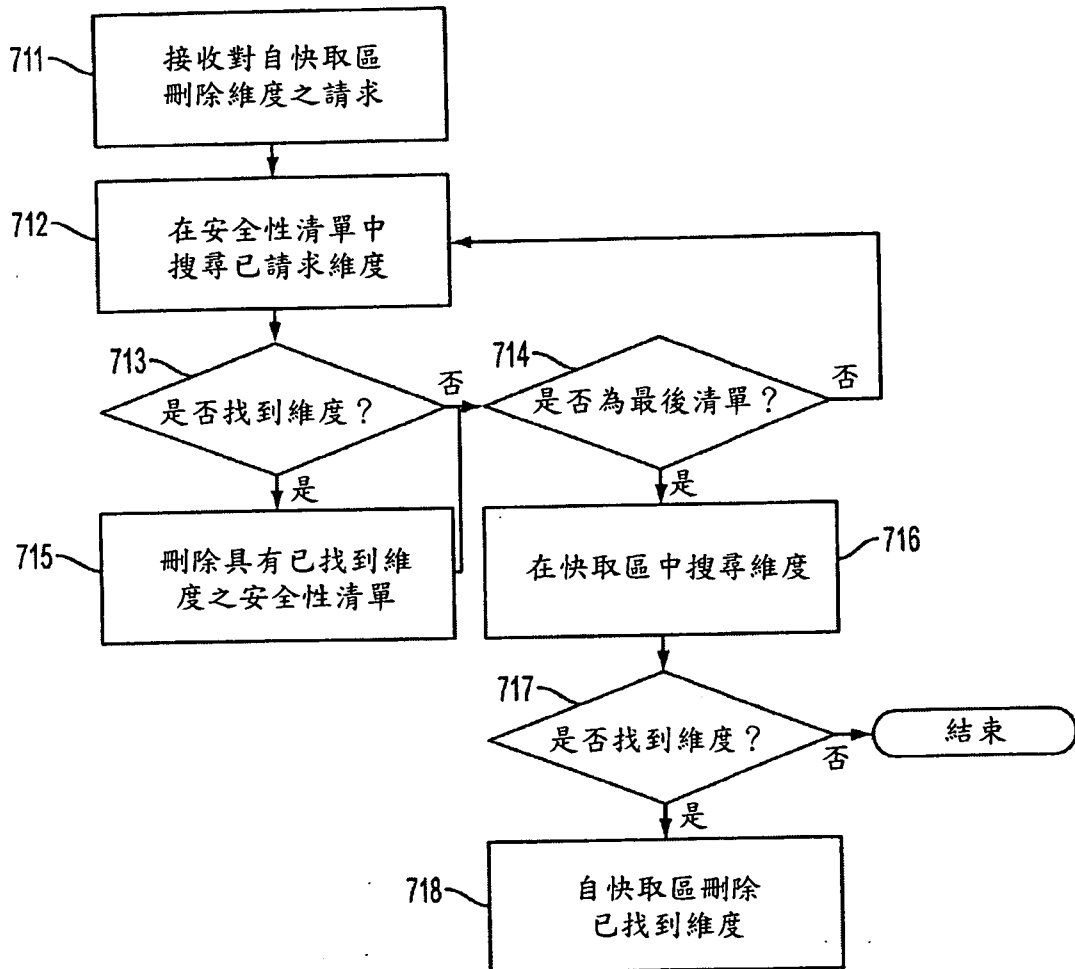 711
接收對自快取區
刪除維度之請求
712
在安全性清單中
搜尋已請求維度
713
是否找到維度？
否
714
是否為最後清單？
否
是
是
715
刪除具有已找到維
度之安全性清單
716
在快取區中搜尋維度
717
是否找到維度？
否
結束
是
718
自快取區刪除
已找到維度